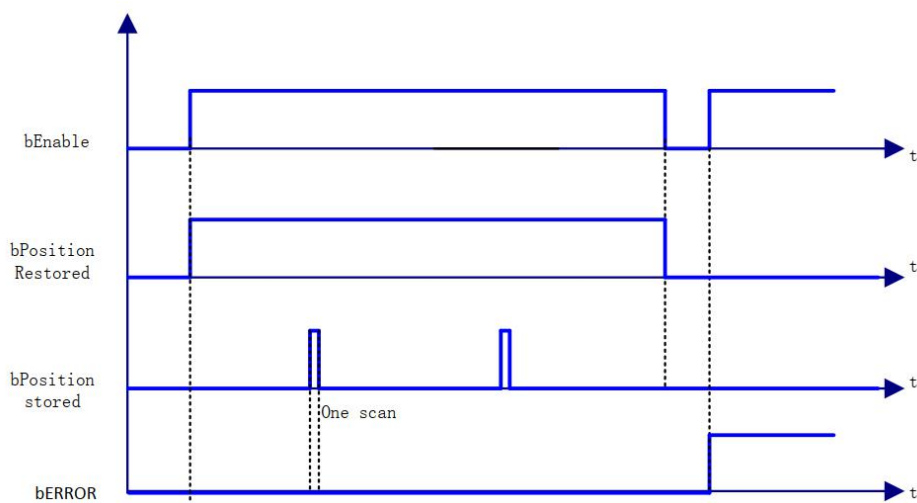 bEnable
t
bPosition
Restored
t
bPosition
stored
t
One scan
bERROR
t